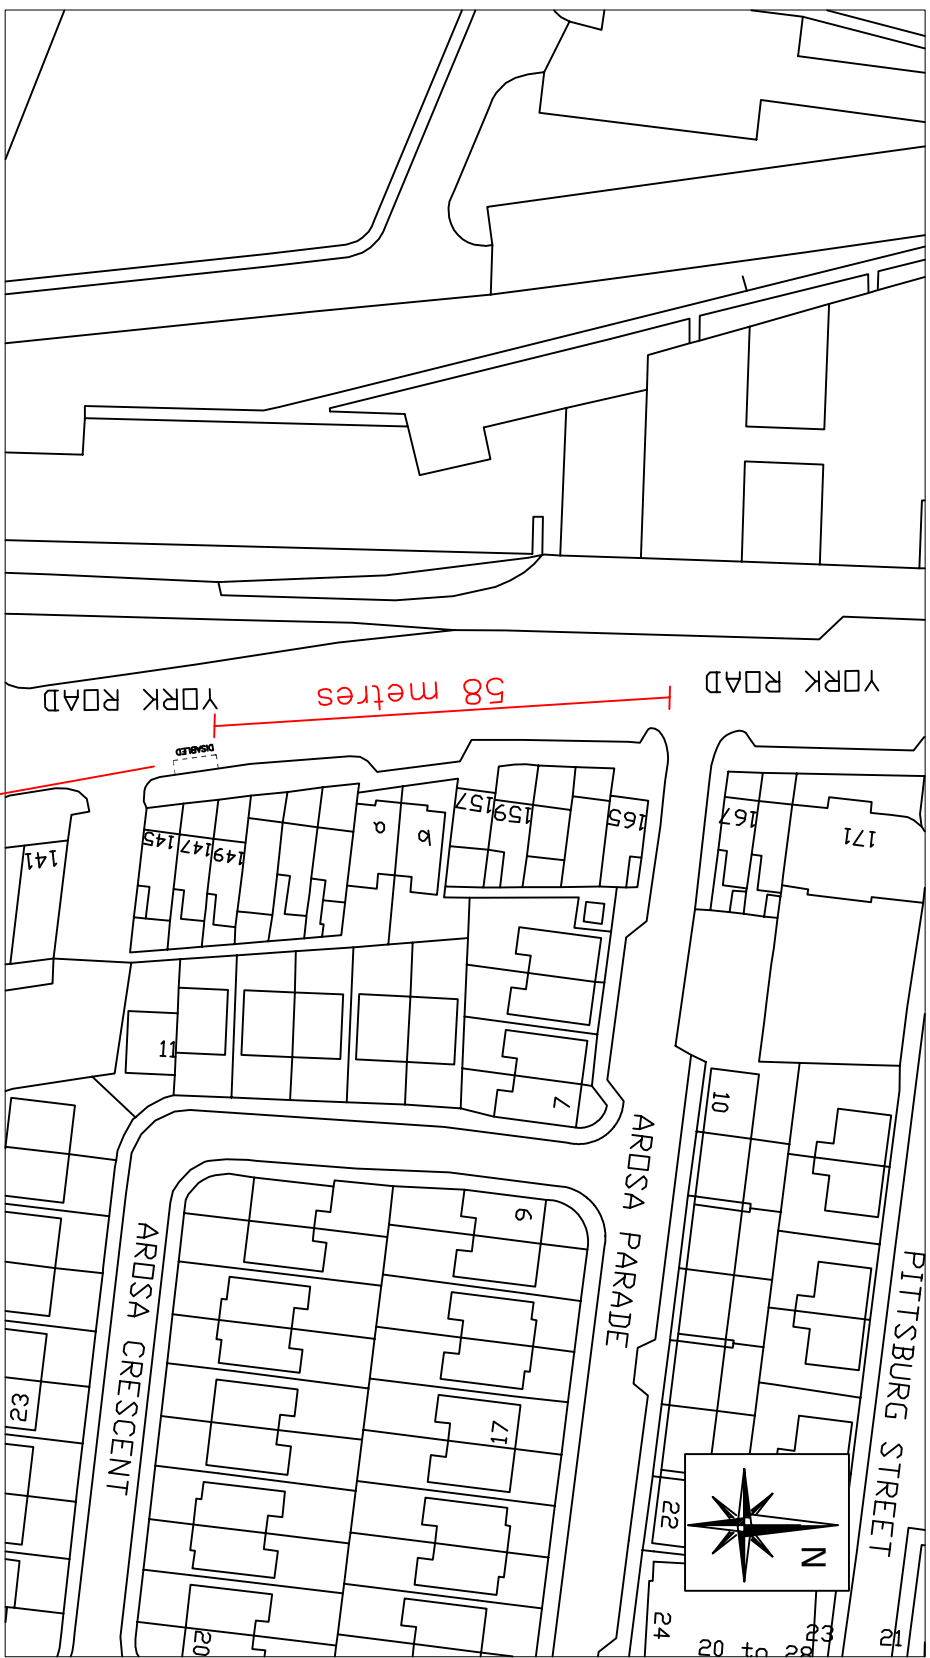 YORK ROAD
58 metres
YORK ROAD
DISABLED
141
145
147
149
a
b
157
159
165
167
171
11
7
10
AROSA PARADE
6
AROSA CRESCENT
PITTSBURG STREET
23
17
22
N
20
24
20 to 28
23
21